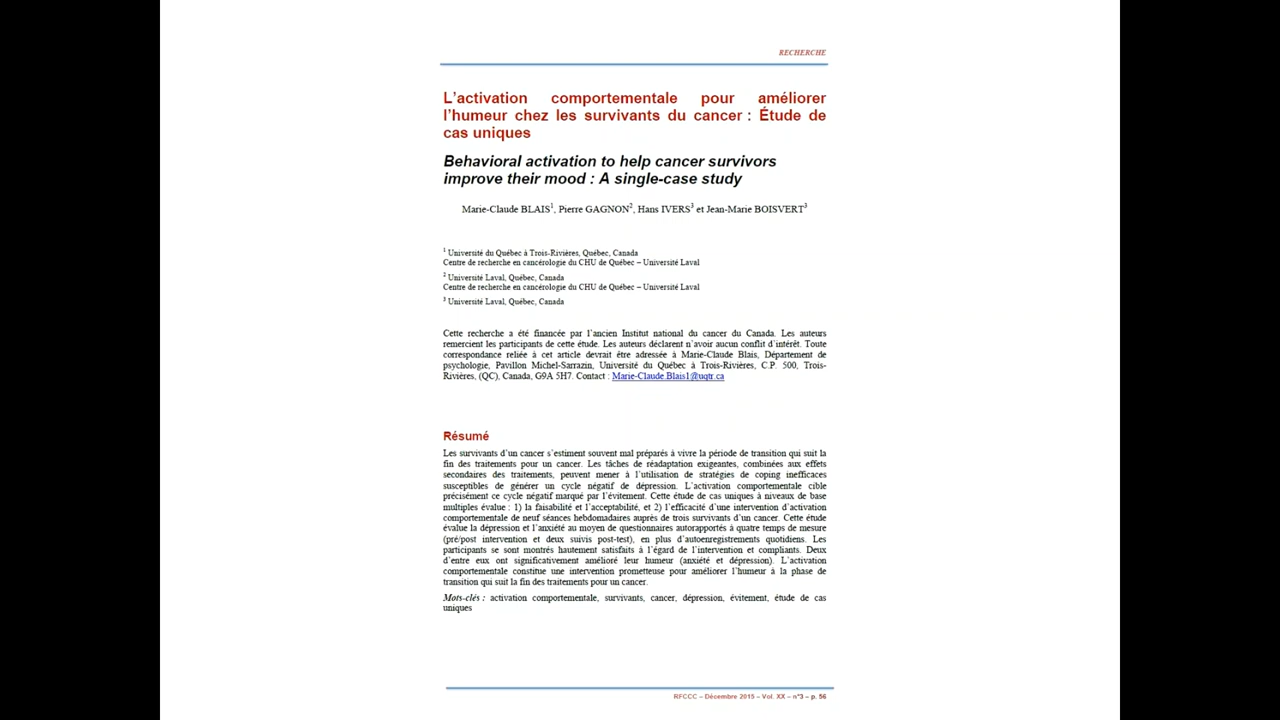 RECHERCHE
L'activation comportementale pour améliorer
l'humeur chez les survivants du cancer : Étude de
cas uniques
Behavioral activation to help cancer survivors
improve their mood : A single-case study
Marie-Claude BLAIS1, Pierre GAGNON2, Hans IVERS3 et Jean-Marie BOISVERT3
1 Université du Québec à Trois-Rivières, Québec, Canada
Centre de recherche en cancérologie du CHU de Québec – Université Laval
2 Université Laval, Québec, Canada
Centre de recherche en cancérologie du CHU de Québec – Université Laval
3 Université Laval, Québec, Canada
Cette recherche a été financée par l'ancien Institut national du cancer du Canada. Les auteurs
remercient les participants de cette étude. Les auteurs déclarent n'avoir aucun conflit d'intérêt. Toute
correspondance reliée à cet article devrait être adressée à Marie-Claude Blais, Département de
psychologie, Pavillon Michel-Sarrazin, Université du Québec à Trois-Rivières, C.P. 500, Trois-
Rivières, (QC), Canada, G9A 5H7. Contact : Marie-Claude.Blais1@uqtr.ca
Résumé
Les survivants d'un cancer s'estiment souvent mal préparés à vivre la période de transition qui suit la
fin des traitements pour un cancer. Les tâches de réadaptation exigeantes, combinées aux effets
secondaires des traitements, peuvent mener à l'utilisation de stratégies de coping inefficaces
susceptibles de générer un cycle négatif de dépression. L'activation comportementale cible
précisément ce cycle négatif marqué par l'évitement. Cette étude de cas uniques à niveaux de base
multiples évalue : 1) la faisabilité et l'acceptabilité, et 2) l'efficacité d'une intervention d'activation
comportementale de neuf séances hebdomadaires auprès de trois survivants d'un cancer. Cette étude
évalue la dépression et l'anxiété au moyen de questionnaires autorapportés à quatre temps de mesure
(pré/post intervention et deux suivis post-test), en plus d'autoenregistrements quotidiens. Les
participants se sont montrés hautement satisfaits à l'égard de l'intervention et compliants. Deux
d'entre eux ont significativement amélioré leur humeur (anxiété et dépression). L'activation
comportementale constitue une intervention prometteuse pour améliorer l'humeur à la phase de
transition qui suit la fin des traitements pour un cancer.
Mots-clés : activation comportementale, survivants, cancer, dépression, évitement, étude de cas
uniques
RFCCC – Décembre 2015 – Vol. XX – n°3 – p. 56